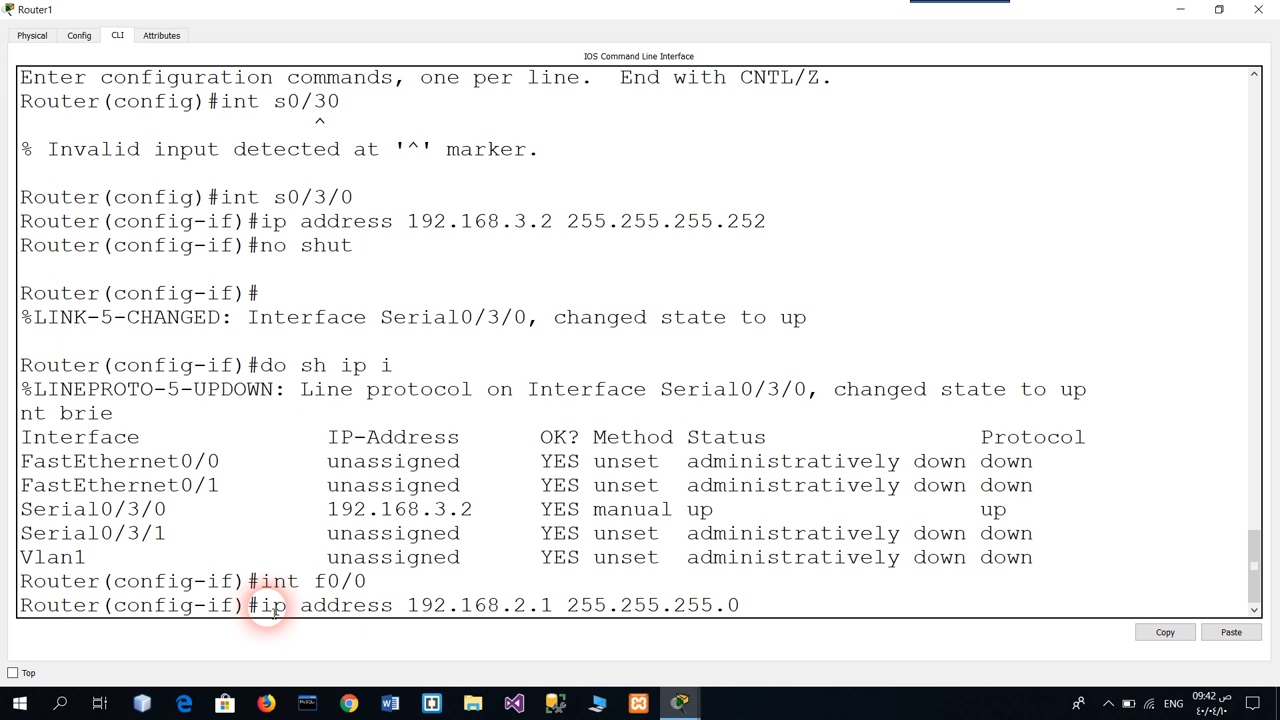 Router1
Physical
Config
CLI
Attributes
IOS Command Line Interface
Enter configuration commands, one per line.  End with CNTL/Z.
Router(config)#int s0/30
^
% Invalid input detected at '^' marker.
Router(config)#int s0/3/0
Router(config-if)#ip address 192.168.3.2 255.255.255.252
Router(config-if)#no shut
Router(config-if)#
%LINK-5-CHANGED: Interface Serial0/3/0, changed state to up
Router(config-if)#do sh ip i
%LINEPROTO-5-UPDOWN: Line protocol on Interface Serial0/3/0, changed state to up
nt brie
Interface IP-Address OK? Method Status Protocol
FastEthernet0/0 unassigned YES unset administratively down down
FastEthernet0/1 unassigned YES unset administratively down down
Serial0/3/0 192.168.3.2 YES manual up up
Serial0/3/1 unassigned YES unset administratively down down
Vlan1 unassigned YES unset administratively down down
Router(config-if)#int f0/0
Router(config-if)#ip address 192.168.2.1 255.255.255.0
Copy
Paste
Top
ENG
09:42 ص